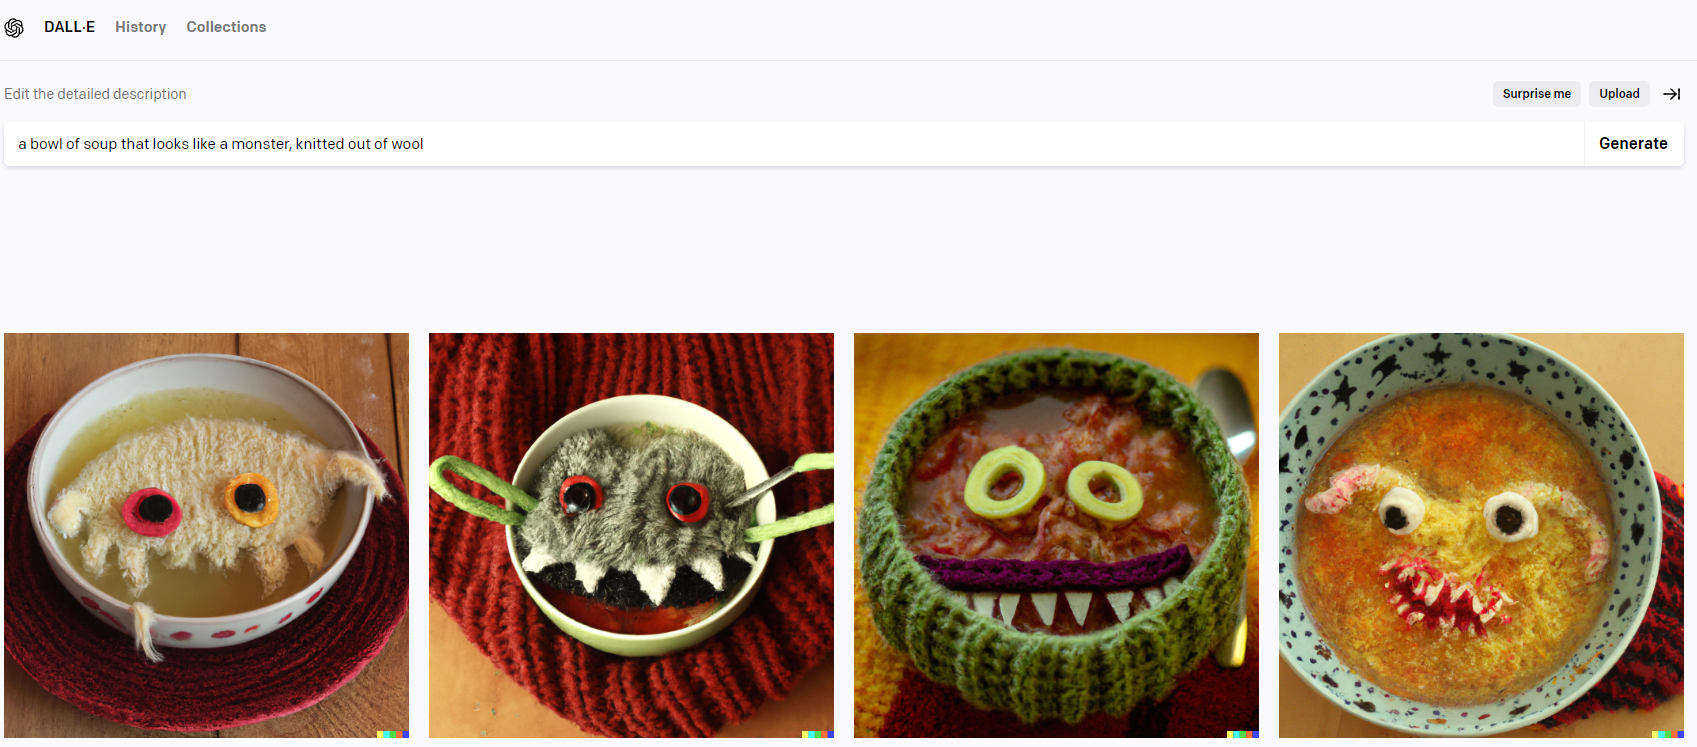 DALL·E History Collections
Edit the detailed description
Surprise me Upload
a bowl of soup that looks like a monster, knitted out of wool
Generate